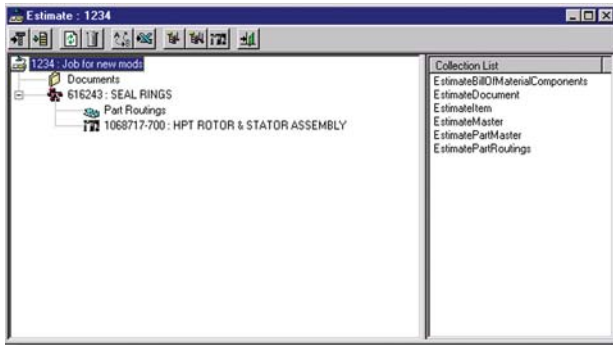 Estimate : 1234
1234 : Job for new mods
Documents
616243 : SEAL RINGS
Part Routings
1068717-700 : HPT ROTOR & STATOR ASSEMBLY
Collection List
EstimateBillOfMaterialComponents
EstimateDocument
EstimateItem
EstimateMaster
EstimatePartMaster
EstimatePartRoutings